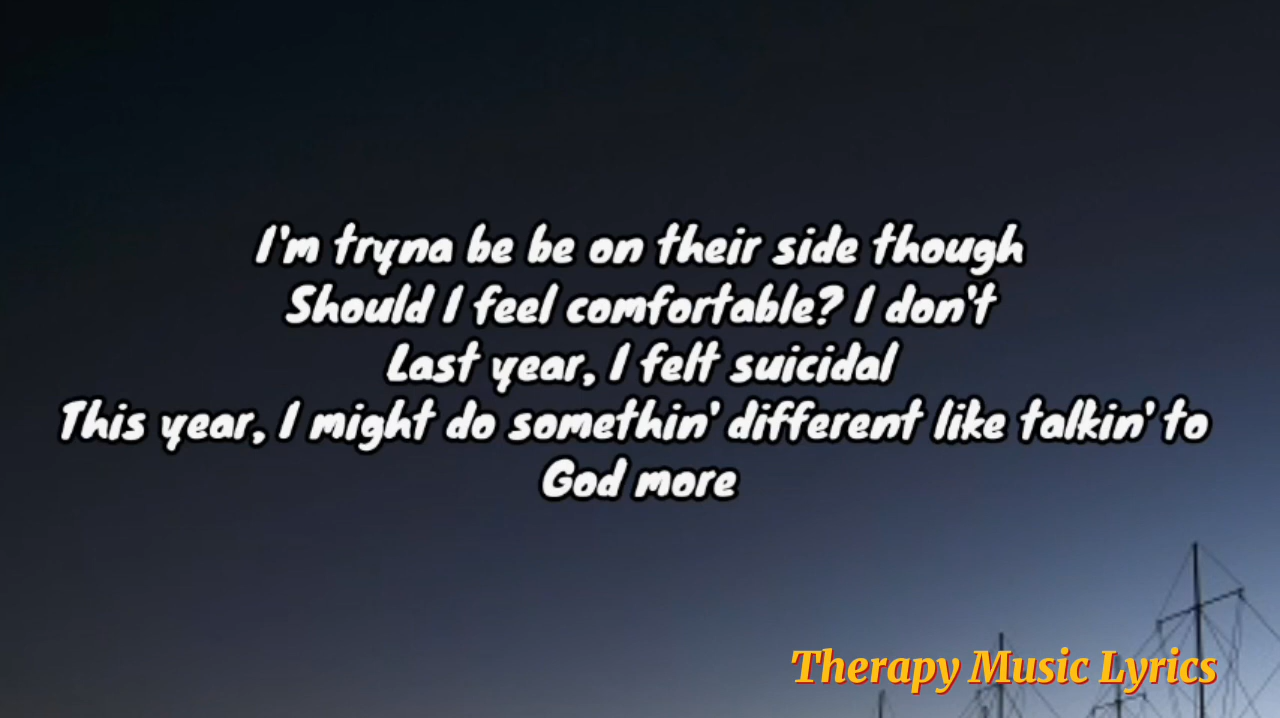 I'm tryna be be on their side though
Should I feel comfortable? I don't
Last year, I felt suicidal
This year, I might do somethin' different like talkin' to
God more
Therapy Music Lyrics